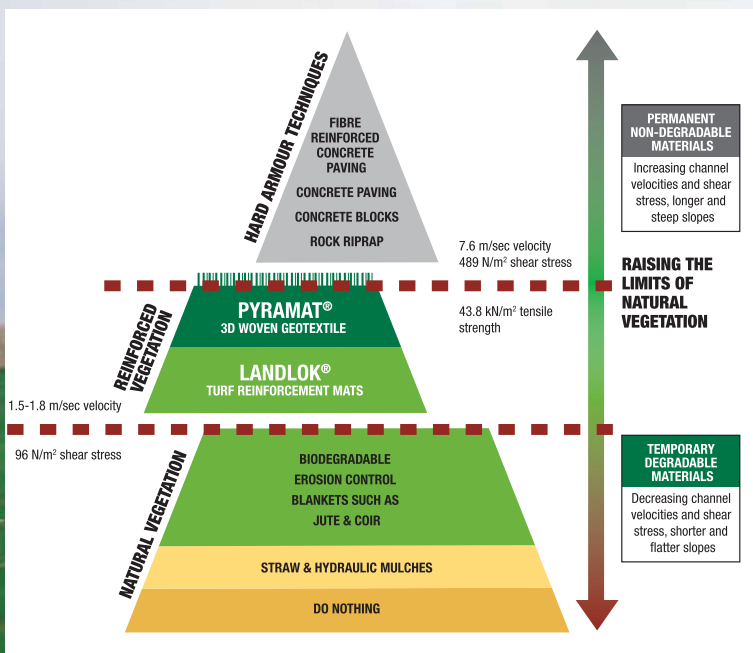 HARD ARMOUR TECHNIQUES
FIBRE
REINFORCED
CONCRETE
PAVING
CONCRETE PAVING
CONCRETE BLOCKS
ROCK RIPRAP
7.6 m/sec velocity
489 N/m² shear stress
43.8 kN/m² tensile
strength
REINFORCED
VEGETATION
PYRAMAT®
3D WOVEN GEOTEXTILE
LANDLOK®
TURF REINFORCEMENT MATS
1.5-1.8 m/sec velocity
96 N/m² shear stress
NATURAL VEGETATION
BIODEGRADABLE
EROSION CONTROL
BLANKETS SUCH AS
JUTE & COIR
STRAW & HYDRAULIC MULCHES
DO NOTHING
PERMANENT
NON-DEGRADABLE
MATERIALS
Increasing channel
velocities and shear
stress, longer and
steep slopes
RAISING THE
LIMITS OF
NATURAL
VEGETATION
TEMPORARY
DEGRADABLE
MATERIALS
Decreasing channel
velocities and shear
stress, shorter and
flatter slopes